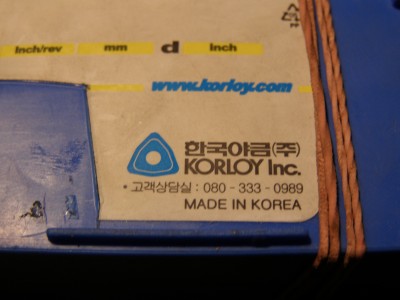 PP
Inch/rev mm d Inch
www.korloy.com
한국야금(주)
KORLOY Inc.
· 고객상담실 : 080 - 333 - 0989
MADE IN KOREA